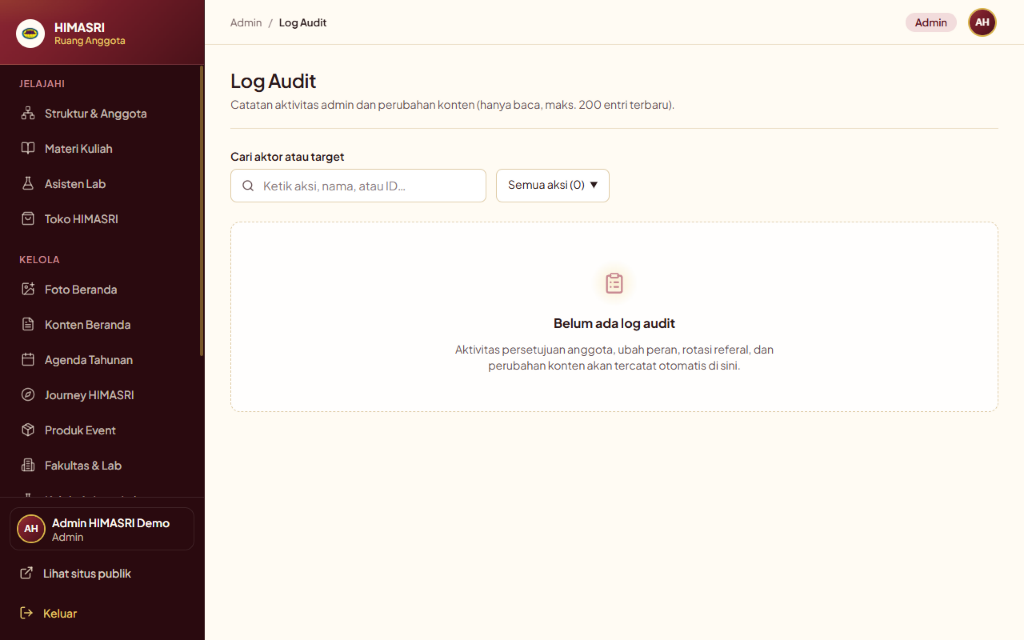 HIMASRI
Ruang Anggota
JELAJAHI
Struktur & Anggota
Materi Kuliah
Asisten Lab
Toko HIMASRI
KELOLA
Foto Beranda
Konten Beranda
Agenda Tahunan
Journey HIMASRI
Produk Event
Fakultas & Lab
AH
Admin HIMASRI Demo
Admin
Lihat situs publik
Keluar
Admin / Log Audit
Admin
AH
Log Audit
Catatan aktivitas admin dan perubahan konten (hanya baca, maks. 200 entri terbaru).
Cari aktor atau target
Ketik aksi, nama, atau ID...
Semua aksi (0) ▼
Belum ada log audit
Aktivitas persetujuan anggota, ubah peran, rotasi referal, dan
perubahan konten akan tercatat otomatis di sini.